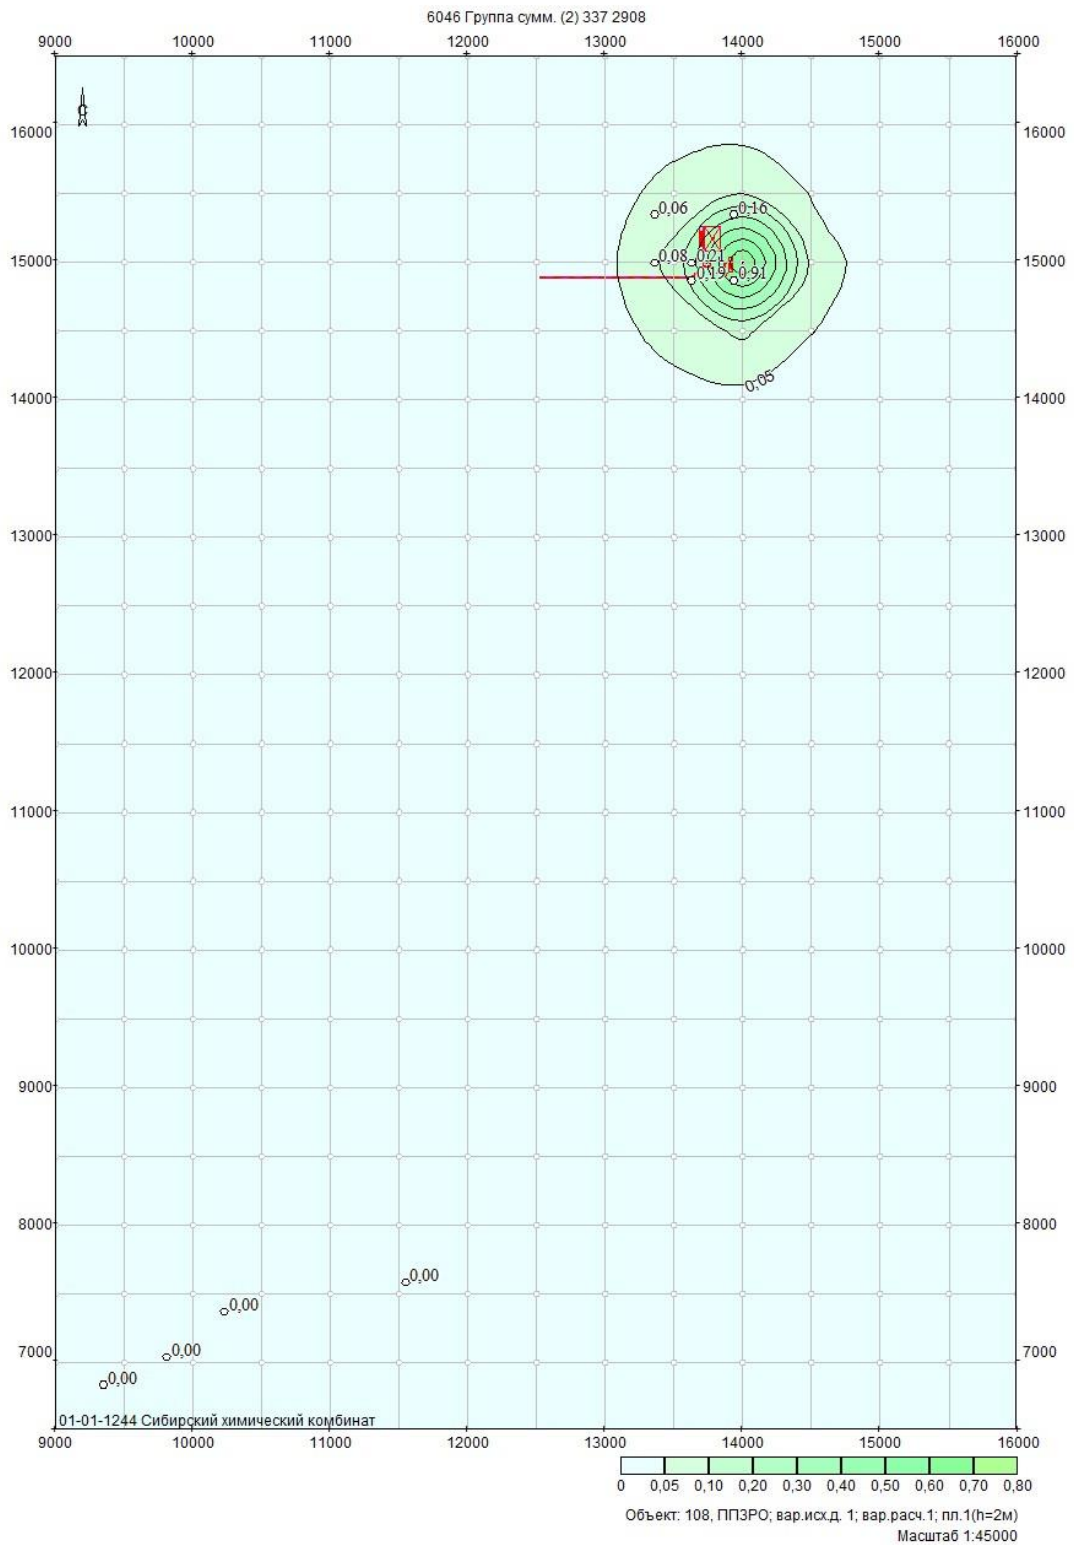 6046 Группа сумм. (2) 337 2908
9000 10000 11000 12000 13000 14000 15000 16000
С
16000 16000
0,06 0,16
0,08 0,21
15000 15000
0,19 0,91
14000 0,05 14000
13000 13000
12000 12000
11000 11000
10000 10000
9000 9000
8000 8000
0,00
0,00
7000 0,00 7000
0,00
01-01-1244 Сибирский химический комбинат
9000 10000 11000 12000 13000 14000 15000 16000
0 0,05 0,10 0,20 0,30 0,40 0,50 0,60 0,70 0,80
Объект: 108, ППЗРО; вар.исх.д. 1; вар.расч.1; пл.1(h=2м)
Масштаб 1:45000